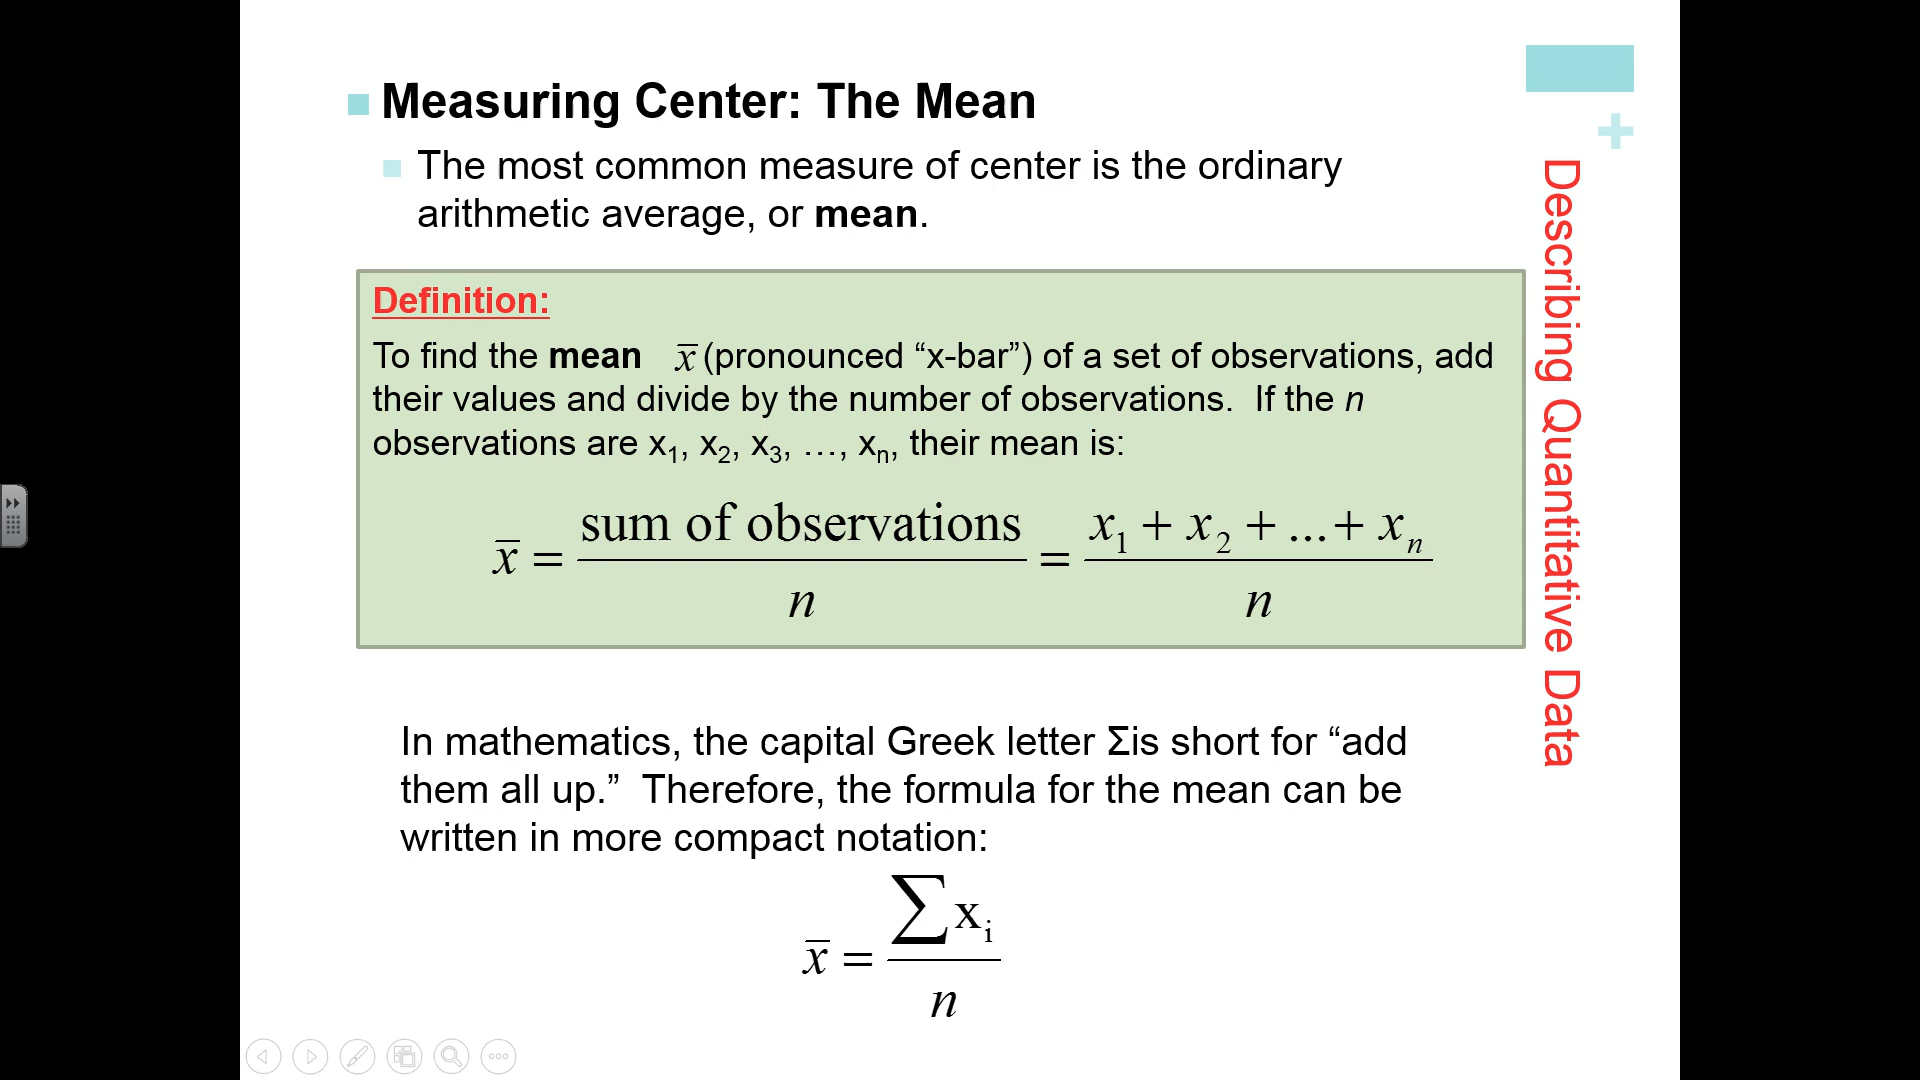 Measuring Center: The Mean
The most common measure of center is the ordinary
arithmetic average, or mean.
Definition:
To find the mean x̅ (pronounced “x-bar”) of a set of observations, add
their values and divide by the number of observations. If the n
observations are x₁, x₂, x₃, …, xₙ, their mean is:
x̅ = sum of observations / n = x₁ + x₂ + ... + xₙ / n
In mathematics, the capital Greek letter Σis short for “add
them all up.” Therefore, the formula for the mean can be
written in more compact notation:
x̅ = ∑xᵢ / n
+
Describing Quantitative Data